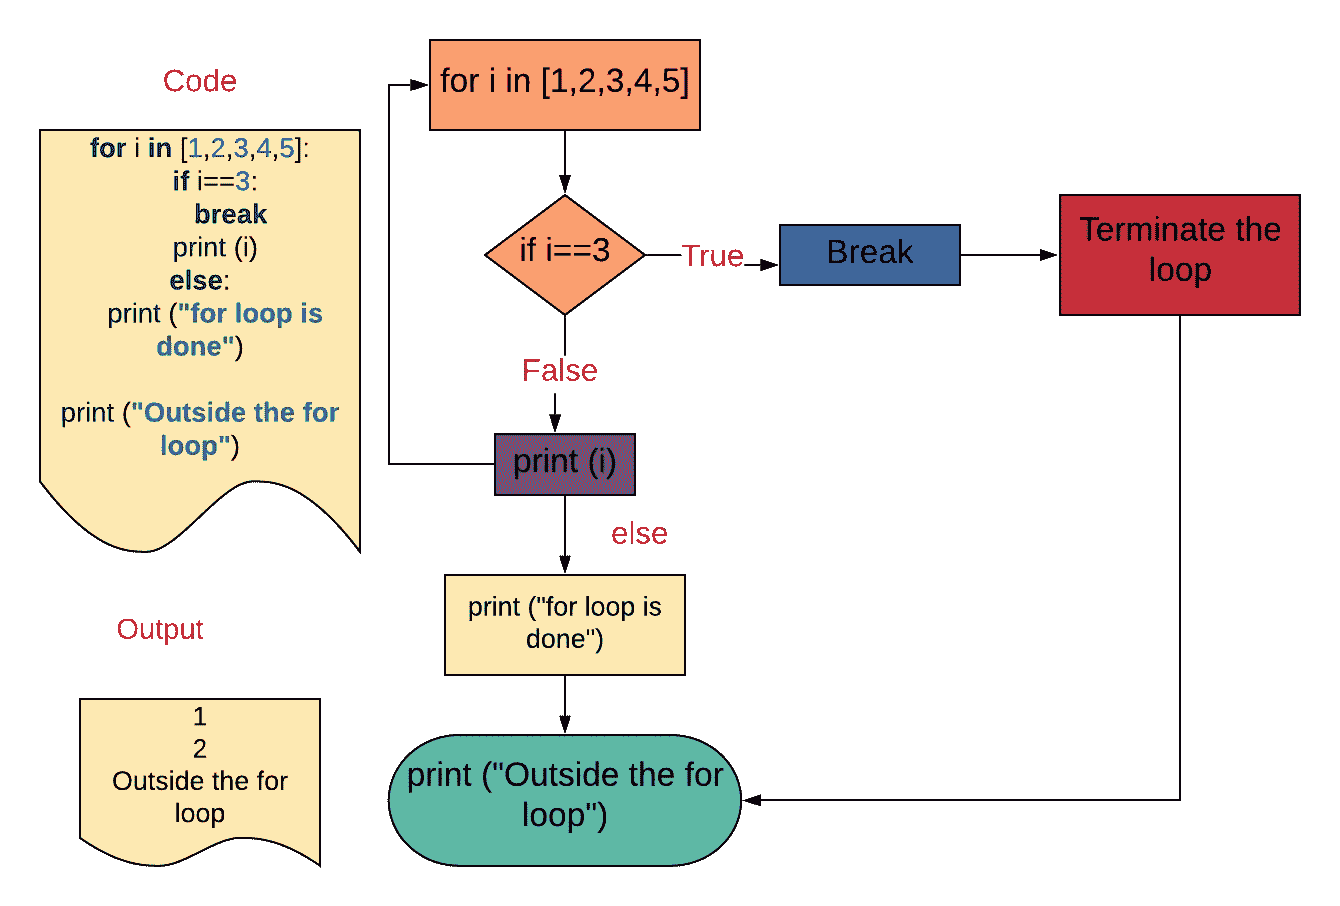 Code
for i in [1,2,3,4,5]:
if i==3:
break
print (i)
else:
print ("for loop is
done")
print ("Outside the for
loop")
Output
1
2
Outside the for
loop
for i in [1,2,3,4,5]
if i==3
True
Break
Terminate the
loop
False
print (i)
else
print ("for loop is
done")
print ("Outside the for
loop")